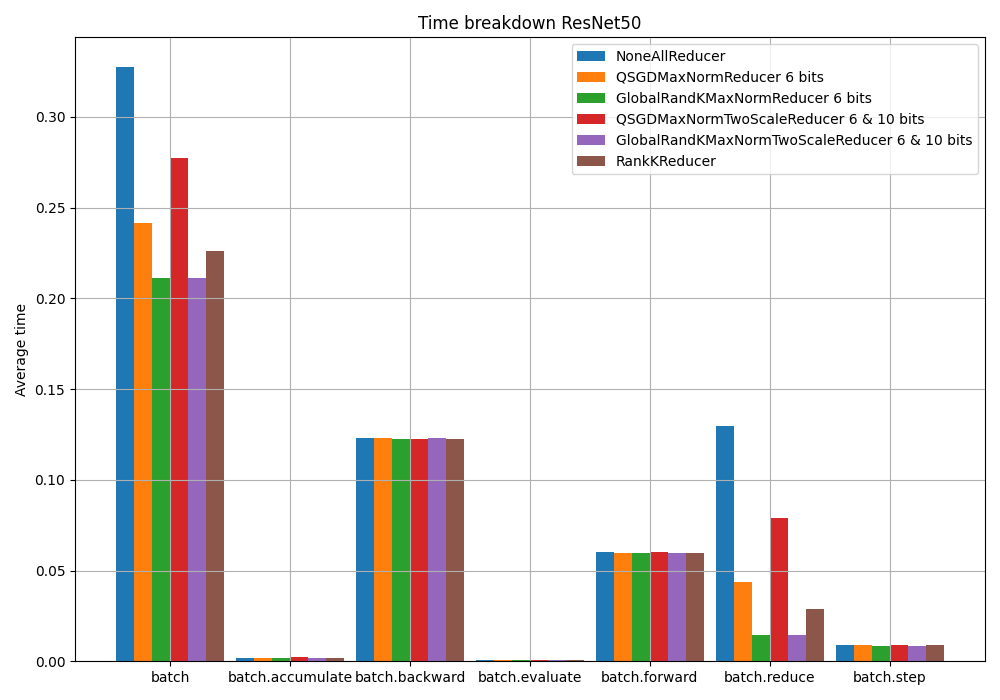 Time breakdown ResNet50
NoneAllReducer
QSGDMaxNormReducer 6 bits
GlobalRandKMaxNormReducer 6 bits
QSGDMaxNormTwoScaleReducer 6 & 10 bits
GlobalRandKMaxNormTwoScaleReducer 6 & 10 bits
RankKReducer
Average time
0.30
0.25
0.20
0.15
0.10
0.05
0.00
batch batch.accumulate batch.backward batch.evaluate batch.forward batch.reduce batch.step